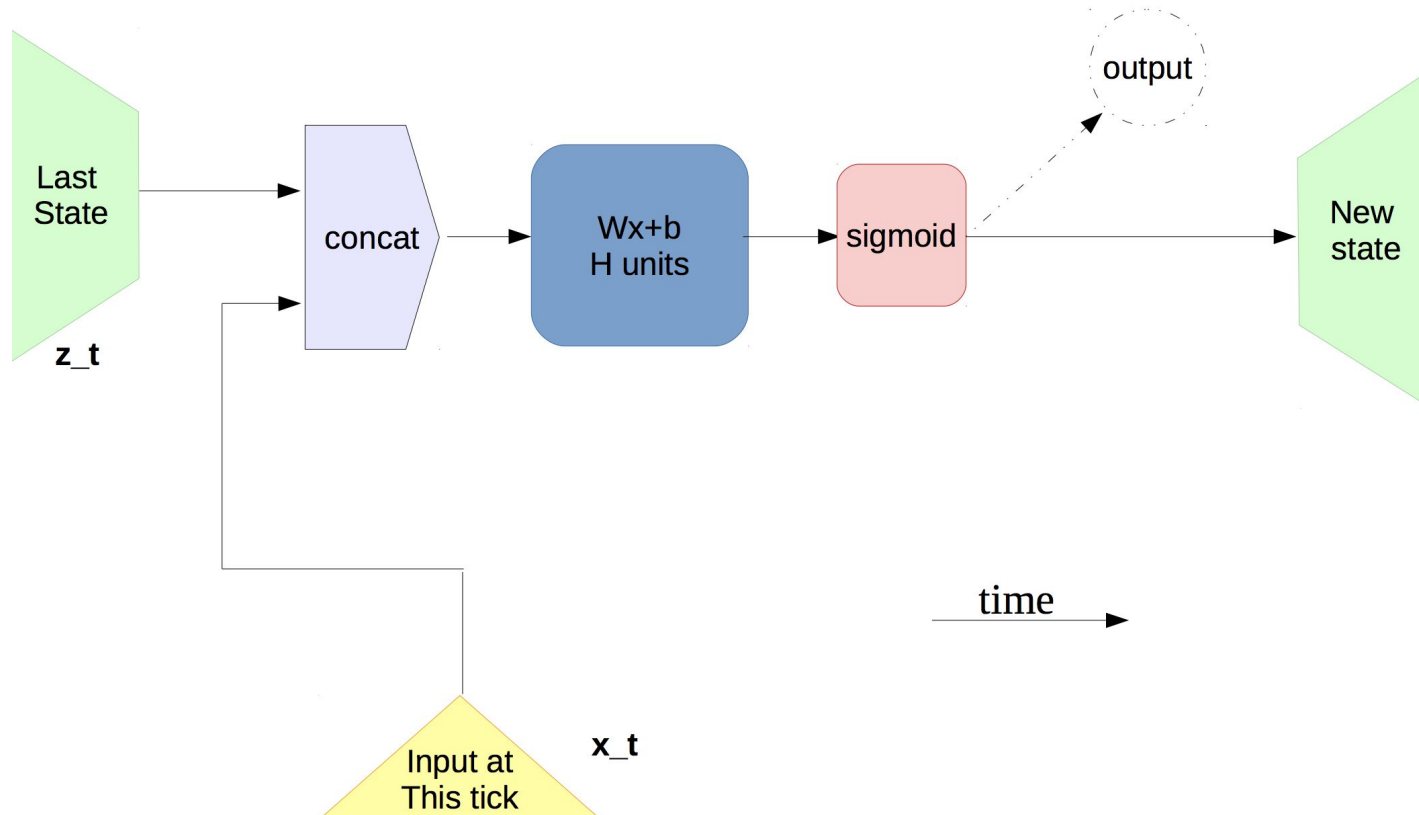 output
Last
State
concat
Wx+b
H units
sigmoid
New
state
z_t
time
x_t
Input at
This tick